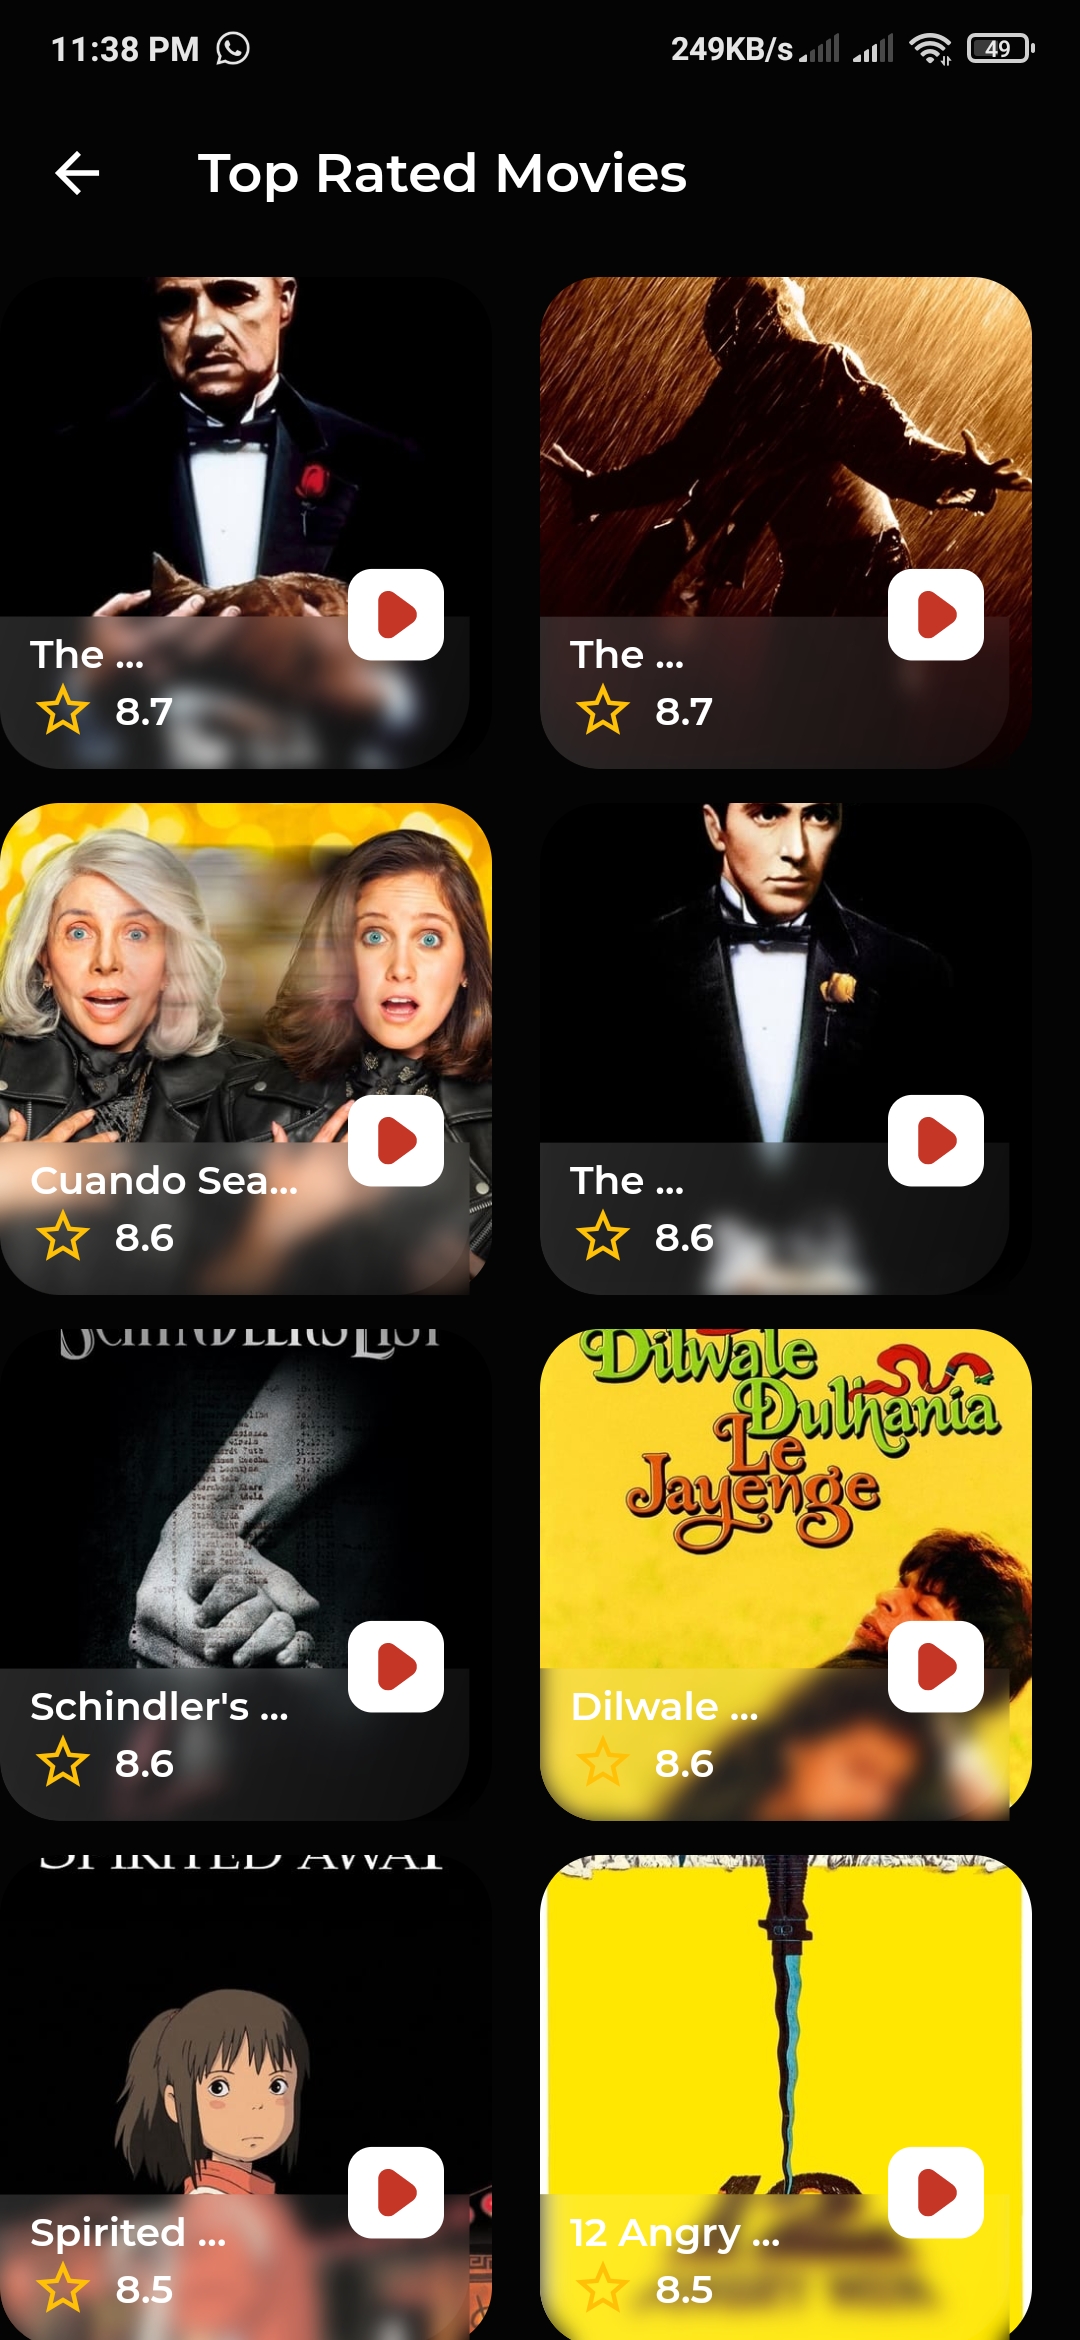 11:38 PM 249KB/s 49
Top Rated Movies
The ...
8.7
The ...
8.7
Cuando Sea...
8.6
The ...
8.6
SCHINDLER'S LIST
Schindler's ...
8.6
Dilwale
Dulhania
Le
Jayenge
Dilwale ...
8.6
SPIRITED AWAY
Spirited ...
8.5
12 Angry ...
8.5